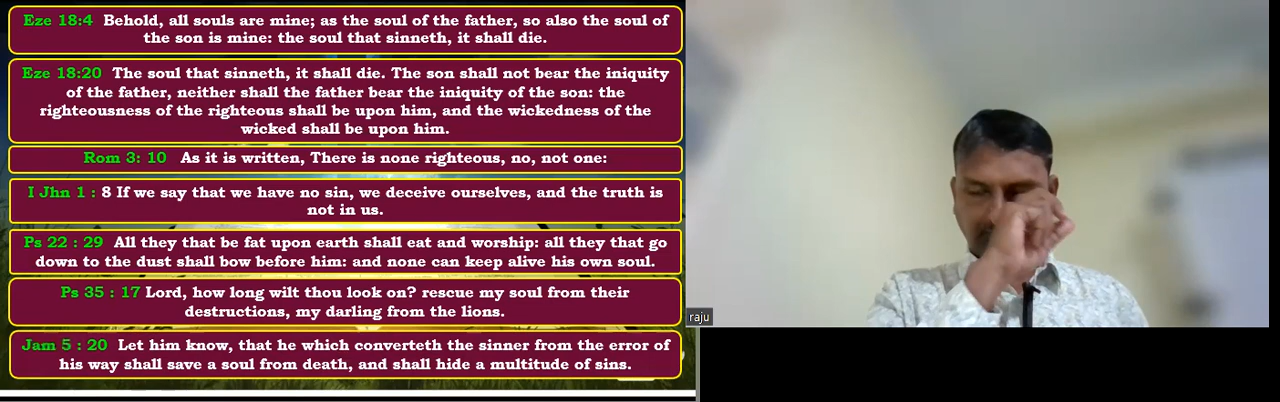 Eze 18:4 Behold, all souls are mine; as the soul of the father, so also the soul of
the son is mine: the soul that sinneth, it shall die.
Eze 18:20 The soul that sinneth, it shall die. The son shall not bear the iniquity
of the father, neither shall the father bear the iniquity of the son: the
righteousness of the righteous shall be upon him, and the wickedness of the
wicked shall be upon him.
Rom 3: 10 As it is written, There is none righteous, no, not one:
I Jhn 1 : 8 If we say that we have no sin, we deceive ourselves, and the truth is
not in us.
Ps 22 : 29 All they that be fat upon earth shall eat and worship: all they that go
down to the dust shall bow before him: and none can keep alive his own soul.
Ps 35 : 17 Lord, how long wilt thou look on? rescue my soul from their
destructions, my darling from the lions.
Jam 5 : 20 Let him know, that he which converteth the sinner from the error of
his way shall save a soul from death, and shall hide a multitude of sins.
raju